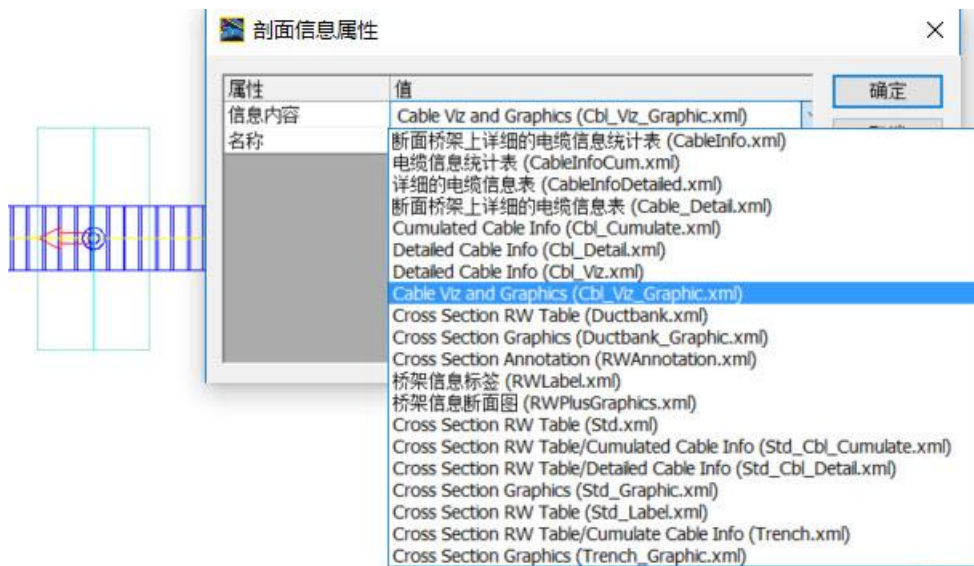 剖面信息属性
属性 值
信息内容 Cable Viz and Graphics (Cbl_Viz_Graphic.xml)
确定
名称
断面桥架上详细的电缆信息统计表 (CableInfo.xml)
电缆信息统计表 (CableInfoCum.xml)
详细的电缆信息表 (CableInfoDetailed.xml)
断面桥架上详细的电缆信息表 (Cable_Detail.xml)
Cumulated Cable Info (Cbl_Cumulate.xml)
Detailed Cable Info (Cbl_Detail.xml)
Detailed Cable Info (Cbl_Viz.xml)
Cable Viz and Graphics (Cbl_Viz_Graphic.xml)
Cross Section RW Table (Ductbank.xml)
Cross Section Graphics (Ductbank_Graphic.xml)
Cross Section Annotation (RWAnnotation.xml)
桥架信息标签 (RWLabel.xml)
桥架信息断面图 (RWPlusGraphics.xml)
Cross Section RW Table (Std.xml)
Cross Section RW Table/Cumulated Cable Info (Std_Cbl_Cumulate.xml)
Cross Section RW Table/Detailed Cable Info (Std_Cbl_Detail.xml)
Cross Section Graphics (Std_Graphic.xml)
Cross Section RW Table (Std_Label.xml)
Cross Section RW Table/Cumulate Cable Info (Trench.xml)
Cross Section Graphics (Trench_Graphic.xml)